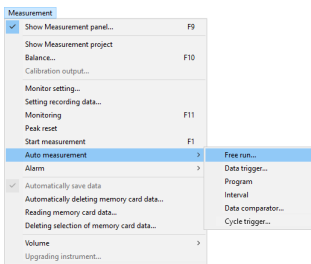 Measurement
Show Measurement panel... F9
Show Measurement project
Balance... F10
Calibration output...
Monitor setting...
Setting recording data...
Monitoring F11
Peak reset
Start measurement F1
Auto measurement >
Free run...
Data trigger...
Program
Interval
Data comparator...
Cycle trigger...
Alarm >
Automatically save data
Automatically deleting memory card data...
Reading memory card data...
Deleting selection of memory card data...
Volume >
Upgrading instrument...